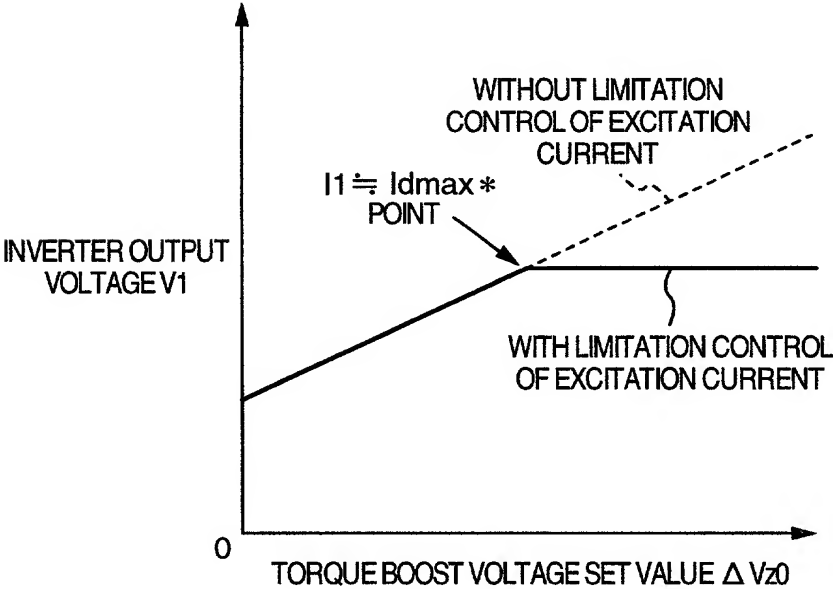 WITHOUT LIMITATION
CONTROL OF EXCITATION
CURRENT
I1≒ Idmax*
POINT
INVERTER OUTPUT
VOLTAGE V1
WITH LIMITATION CONTROL
OF EXCITATION CURRENT
0
TORQUE BOOST VOLTAGE SET VALUE Δ Vz0